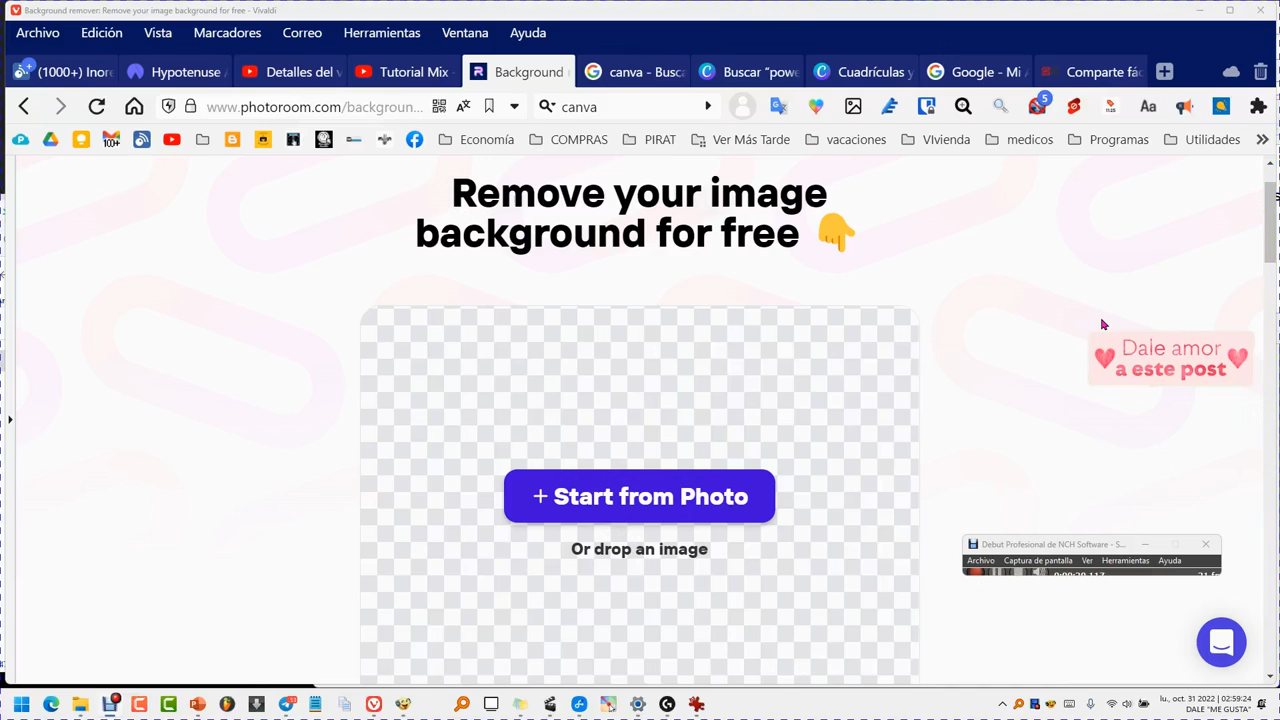 Background remover: Remove your image background for free - Vivaldi
Archivo Edición Vista Marcadores Correo Herramientas Ventana Ayuda
(1000+) Inor Hypotenuse Detalles del v Tutorial Mix - Background canva - Busc Buscar "powe Cuadrículas y Google - Mi A Comparte fác
www.photoroom.com/backgroun... canva 5
100+ Economía COMPRAS PIRAT Ver Más Tarde vacaciones VIvienda medicos Programas Utilidades
Remove your image
background for free
Dale amor
a este post
+ Start from Photo
Or drop an image
Debut Profesional de NCH Software - S...
Archivo Captura de pantalla Ver Herramientas Ayuda
lu., oct. 31 2022 | 02:59:24
DALE "ME GUSTA"